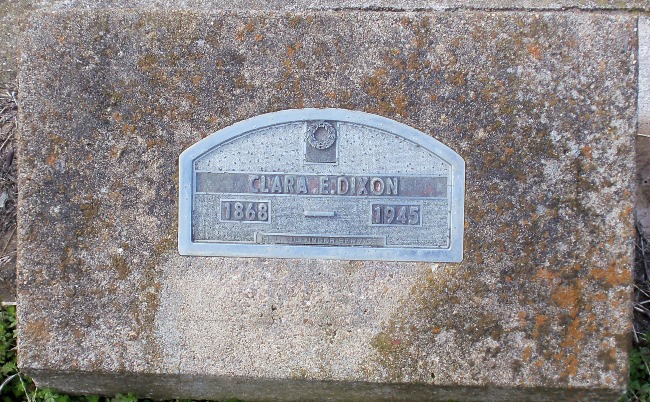 CLARA E. DIXON
1868 — 1945